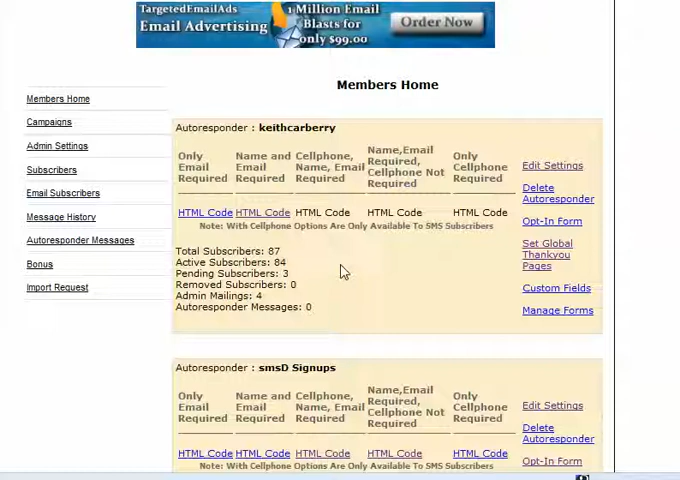 TargetedEmailAds
Email Advertising
1 Million Email
Blasts for
only $99.00
Order Now
Members Home
Members Home
Campaigns
Admin Settings
Subscribers
Email Subscribers
Message History
Autoresponder Messages
Bonus
Import Request
Autoresponder : keithcarberry
Only
Email
Required
Name and
Email
Required
Cellphone,
Name, Email
Required
Name,Email
Required,
Cellphone Not
Required
Only
Cellphone
Required
HTML Code HTML Code HTML Code HTML Code HTML Code
Note: With Cellphone Options Are Only Available To SMS Subscribers
Total Subscribers: 87
Active Subscribers: 84
Pending Subscribers: 3
Removed Subscribers: 0
Admin Mailings: 4
Autoresponder Messages: 0
Edit Settings
Delete
Autoresponder
Opt-In Form
Set Global
Thankyou
Pages
Custom Fields
Manage Forms
Autoresponder : smsD Signups
Only
Email
Required
Name and
Email
Required
Cellphone,
Name, Email
Required
Name,Email
Required,
Cellphone Not
Required
Only
Cellphone
Required
HTML Code HTML Code HTML Code HTML Code HTML Code
Note: With Cellphone Options Are Only Available To SMS Subscribers
Edit Settings
Delete
Autoresponder
Opt-In Form